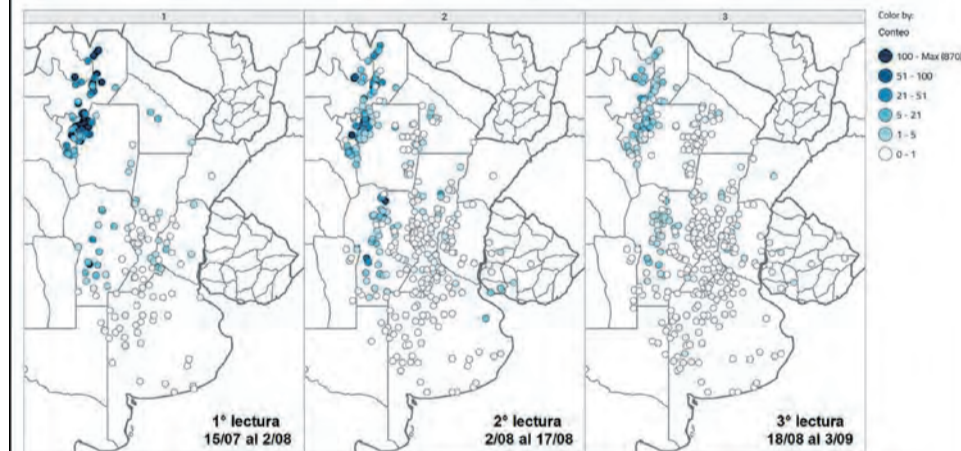 1
2
3
Color by:
Conteo
100 - Max (870)
51 - 100
21 - 51
5 - 21
1 - 5
0 - 1
1° lectura
15/07 al 2/08
2° lectura
2/08 al 17/08
3° lectura
18/08 al 3/09